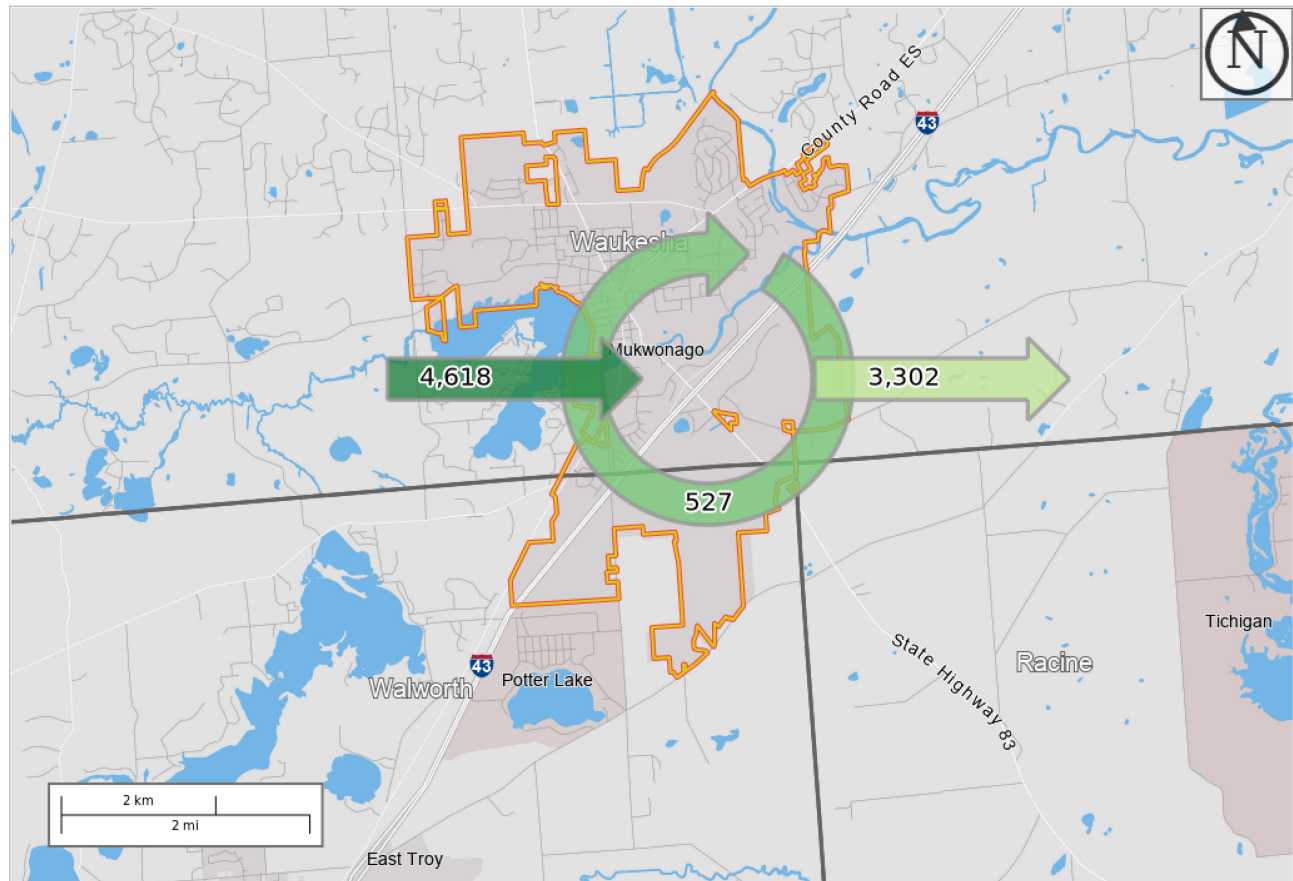 N
County Road ES
43
Waukesha
Mukwonago
4,618
3,302
527
Tichigan
State Highway 83
Racine
43
Potter Lake
Walworth
2 km
2 mi
East Troy